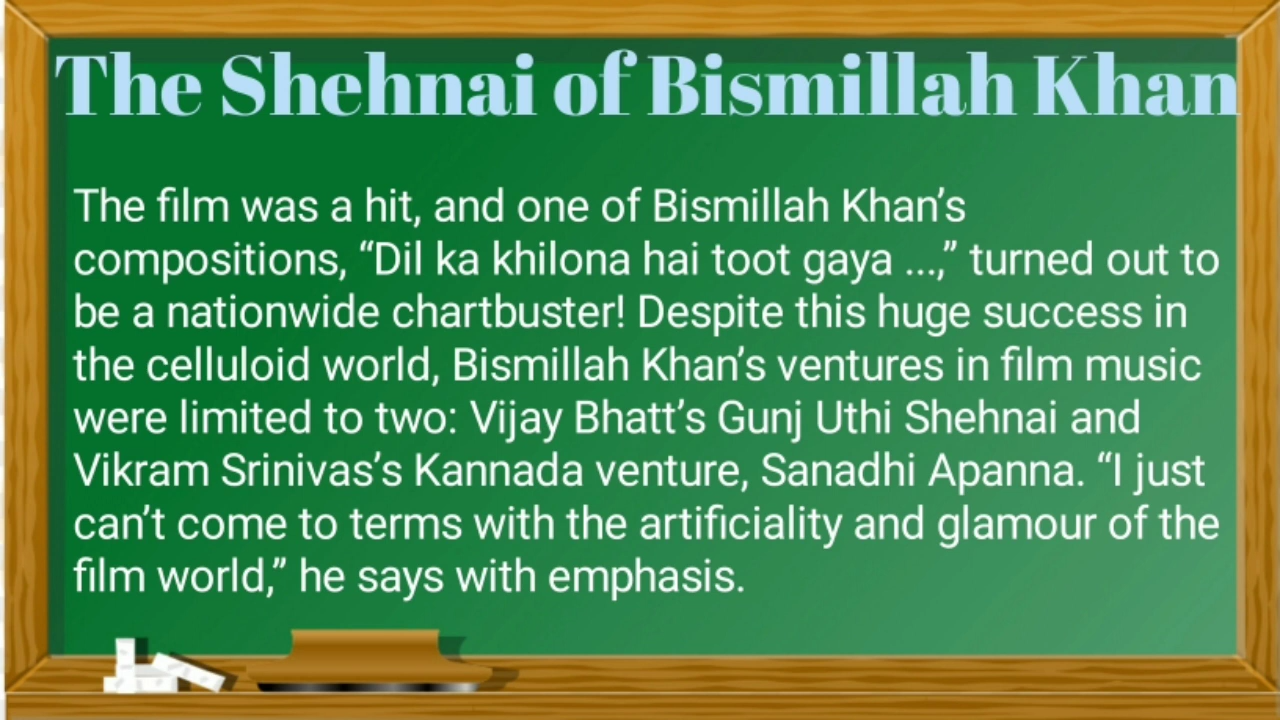 The Shehnai of Bismillah Khan
The film was a hit, and one of Bismillah Khan’s
compositions, “Dil ka khilona hai toot gaya ...,” turned out to
be a nationwide chartbuster! Despite this huge success in
the celluloid world, Bismillah Khan’s ventures in film music
were limited to two: Vijay Bhatt’s Gunj Uthi Shehnai and
Vikram Srinivas’s Kannada venture, Sanadhi Apanna. “I just
can’t come to terms with the artificiality and glamour of the
film world,” he says with emphasis.